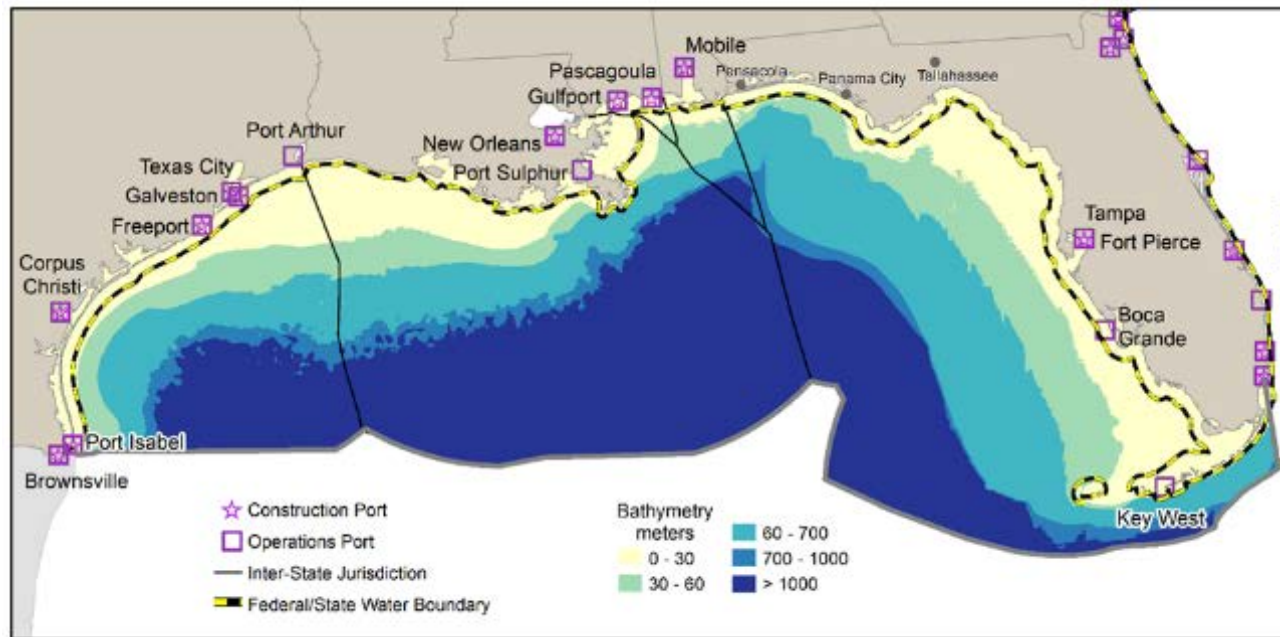 Mobile
Pascagoula
Pensacola
Panama City
Tallahassee
Gulfport
Port Arthur
New Orleans
Texas City
Port Sulphur
Galveston
Freeport
Tampa
Fort Pierce
Corpus
Christi
Boca
Grande
Port Isabel
Brownsville
Key West
Construction Port
Operations Port
Inter-State Jurisdiction
Federal/State Water Boundary
Bathymetry
meters
0 - 30
30 - 60
60 - 700
700 - 1000
> 1000